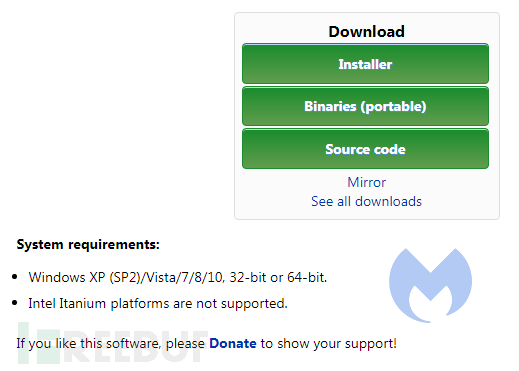 Download
Installer
Binaries (portable)
Source code
Mirror
See all downloads
System requirements:
• Windows XP (SP2)/Vista/7/8/10, 32-bit or 64-bit.
• Intel Itanium platforms are not supported.
If you like this software, please Donate to show your support!
REEBUF